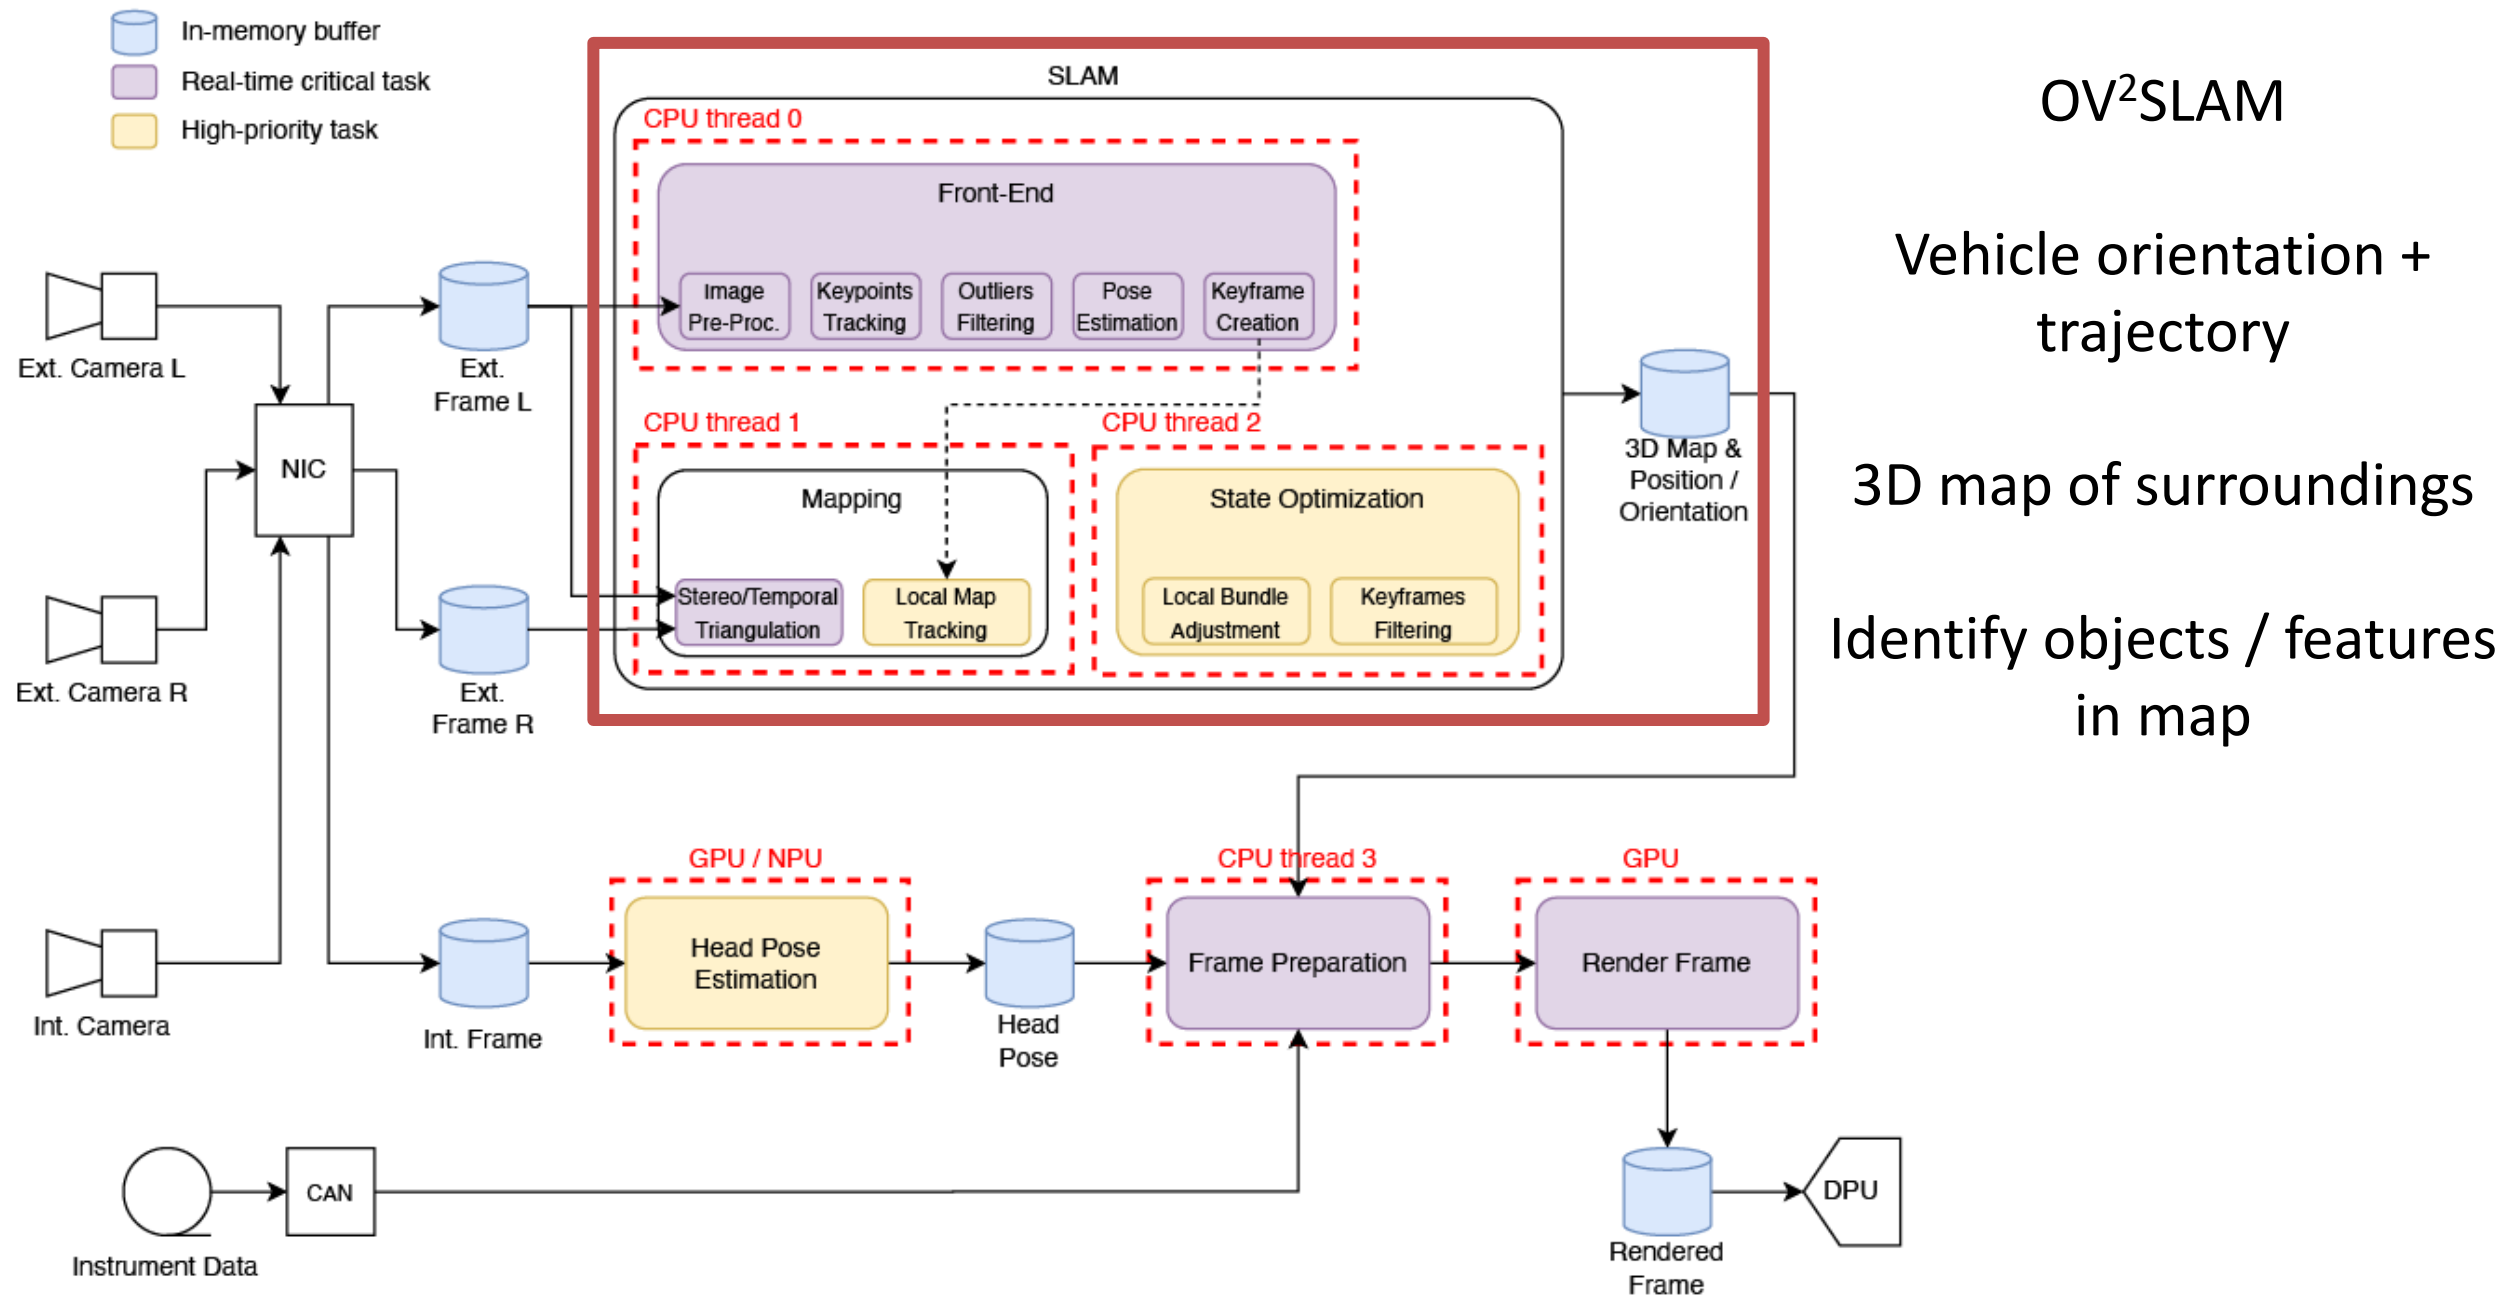 In-memory buffer
Real-time critical task
High-priority task
SLAM
CPU thread 0
Front-End
Image
Pre-Proc.
Keypoints
Tracking
Outliers
Filtering
Pose
Estimation
Keyframe
Creation
CPU thread 1
Mapping
Stereo/Temporal
Triangulation
Local Map
Tracking
CPU thread 2
State Optimization
Local Bundle
Adjustment
Keyframes
Filtering
3D Map &
Position /
Orientation
OV²SLAM
Vehicle orientation +
trajectory
3D map of surroundings
Identify objects / features
in map
Ext. Camera L
Ext.
Frame L
NIC
Ext. Camera R
Ext.
Frame R
Int. Camera
Int. Frame
GPU / NPU
Head Pose
Estimation
Head
Pose
CPU thread 3
Frame Preparation
GPU
Render Frame
Instrument Data
CAN
Rendered
Frame
DPU